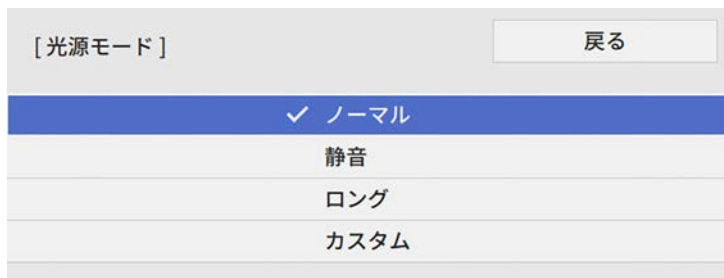 [ 光源モード ]
戻る
✓ ノーマル
静音
ロング
カスタム